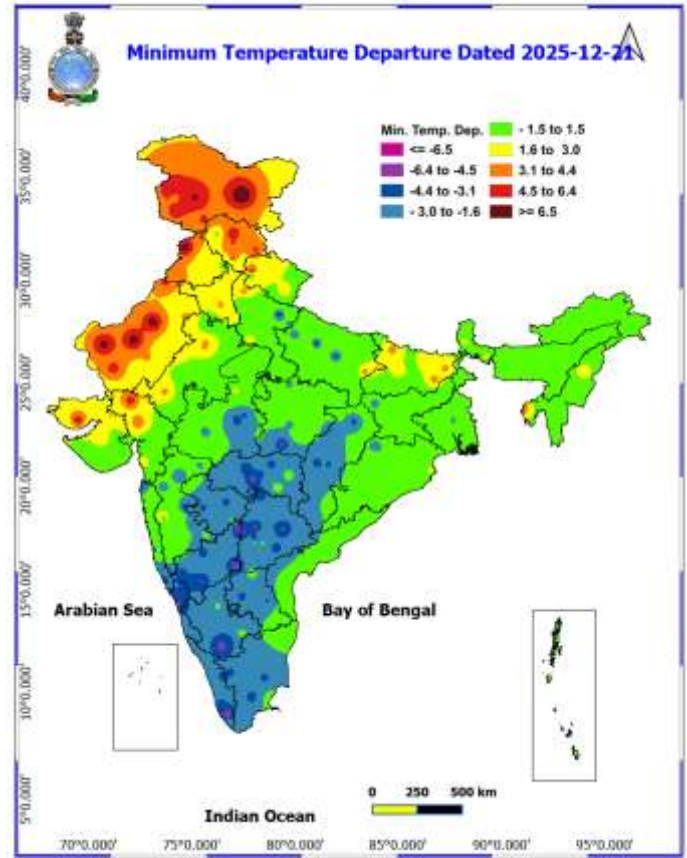 Minimum Temperature Departure Dated 2025-12-21
Min. Temp. Dep.
<= -6.5
-6.4 to -4.5
-4.4 to -3.1
- 3.0 to -1.6
- 1.5 to 1.5
1.6 to 3.0
3.1 to 4.4
4.5 to 6.4
>= 6.5
40°0.000'
35°0.000'
30°0.000'
25°0.000'
20°0.000'
15°0.000'
10°0.000'
5°0.000'
Arabian Sea
Bay of Bengal
0 250 500 km
Indian Ocean
70°0.000' 75°0.000' 80°0.000' 85°0.000' 90°0.000' 95°0.000'